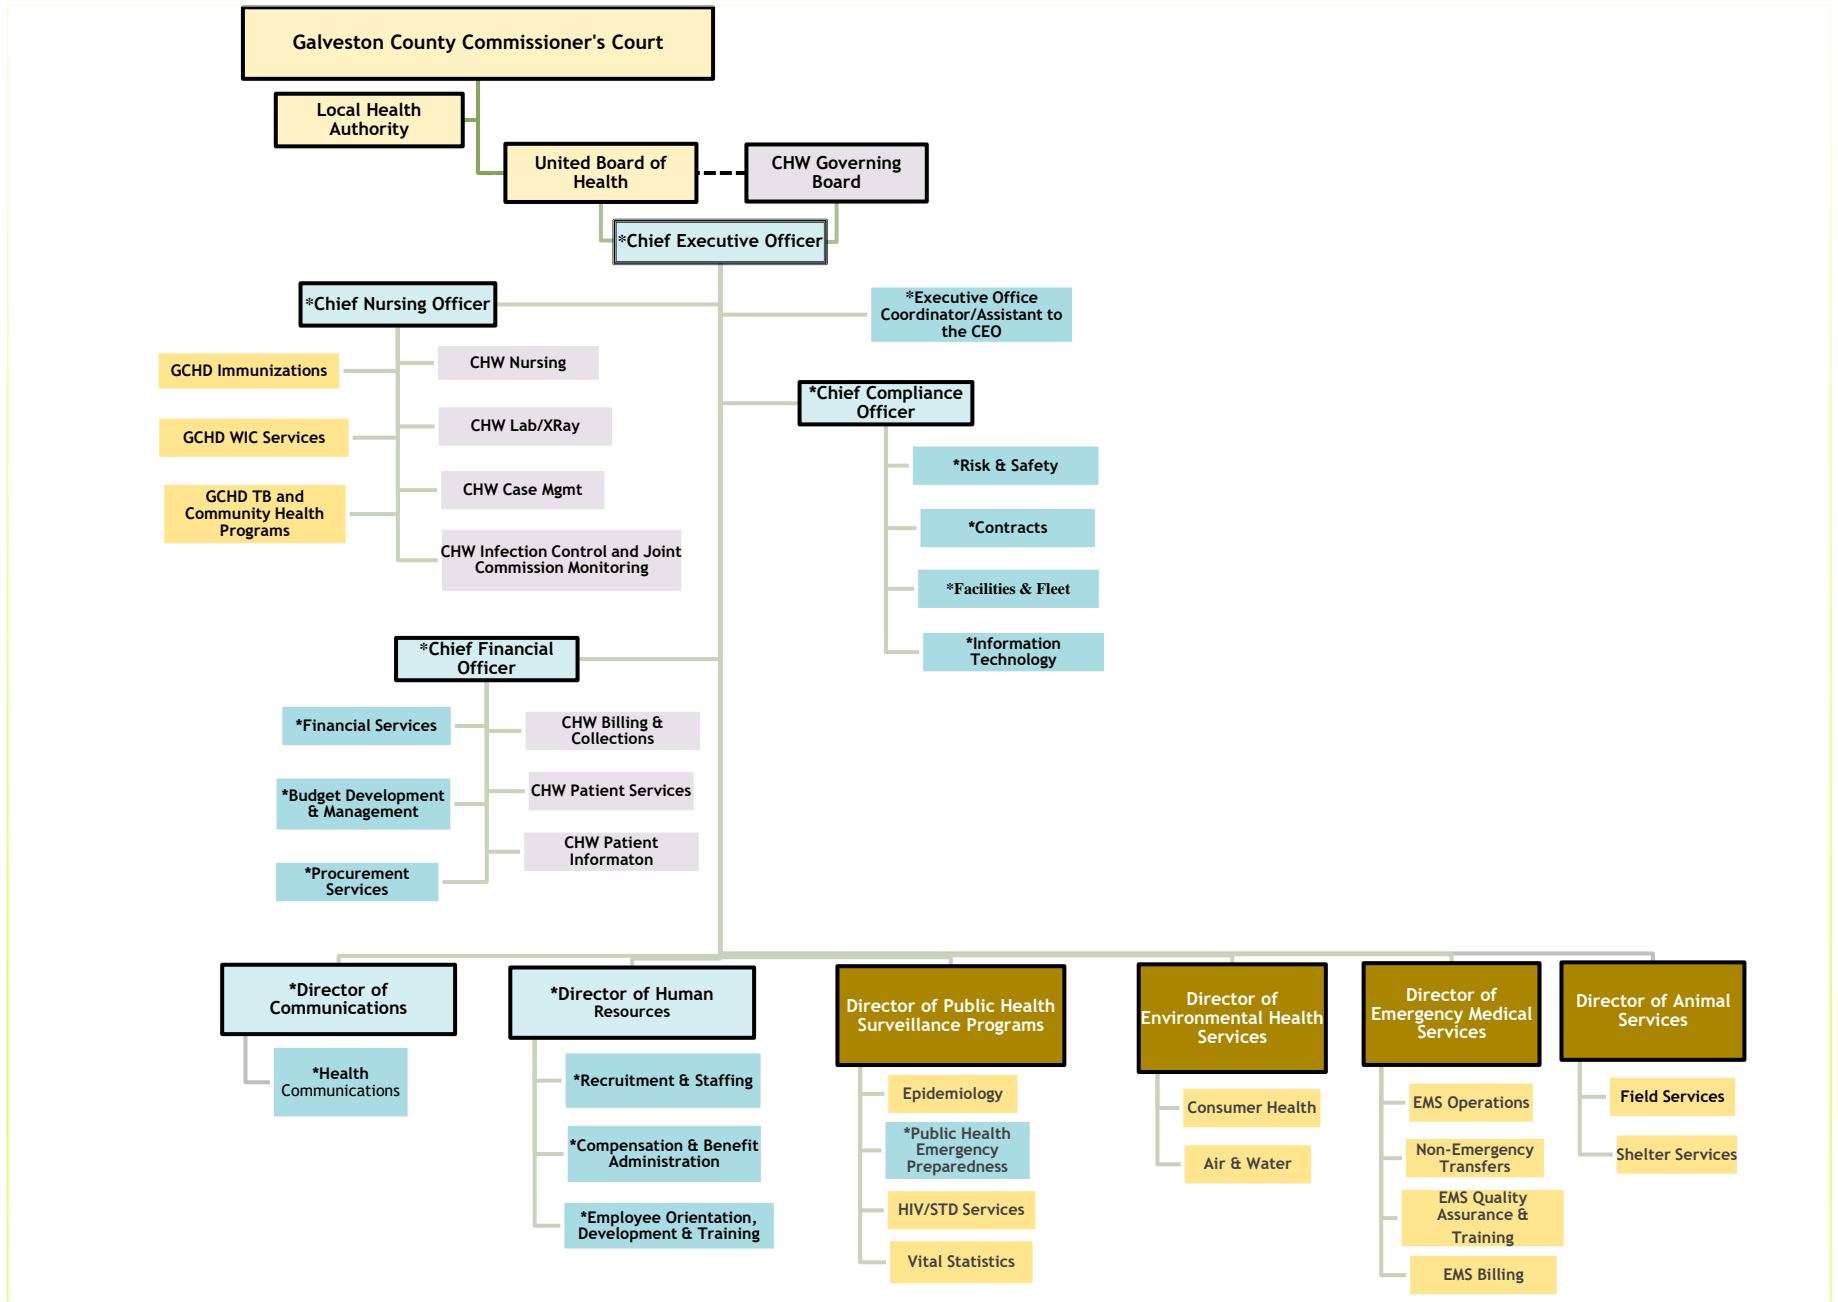 Galveston County Commissioner's Court
Local Health
Authority
United Board of
Health
CHW Governing
Board
*Chief Executive Officer
*Chief Nursing Officer
*Executive Office
Coordinator/Assistant to
the CEO
GCHD Immunizations
CHW Nursing
GCHD WIC Services
CHW Lab/XRay
GCHD TB and
Community Health
Programs
CHW Case Mgmt
CHW Infection Control and Joint
Commission Monitoring
*Chief Compliance
Officer
*Risk & Safety
*Contracts
*Facilities & Fleet
*Information
Technology
*Chief Financial
Officer
*Financial Services
CHW Billing &
Collections
*Budget Development
& Management
CHW Patient Services
*Procurement
Services
CHW Patient
Informaton
*Director of
Communications
*Health
Communications
*Director of Human
Resources
*Recruitment & Staffing
*Compensation & Benefit
Administration
*Employee Orientation,
Development & Training
Director of Public Health
Surveillance Programs
Epidemiology
*Public Health
Emergency
Preparedness
HIV/STD Services
Vital Statistics
Director of
Environmental Health
Services
Consumer Health
Air & Water
Director of
Emergency Medical
Services
EMS Operations
Non-Emergency
Transfers
EMS Quality
Assurance &
Training
EMS Billing
Director of Animal
Services
Field Services
Shelter Services